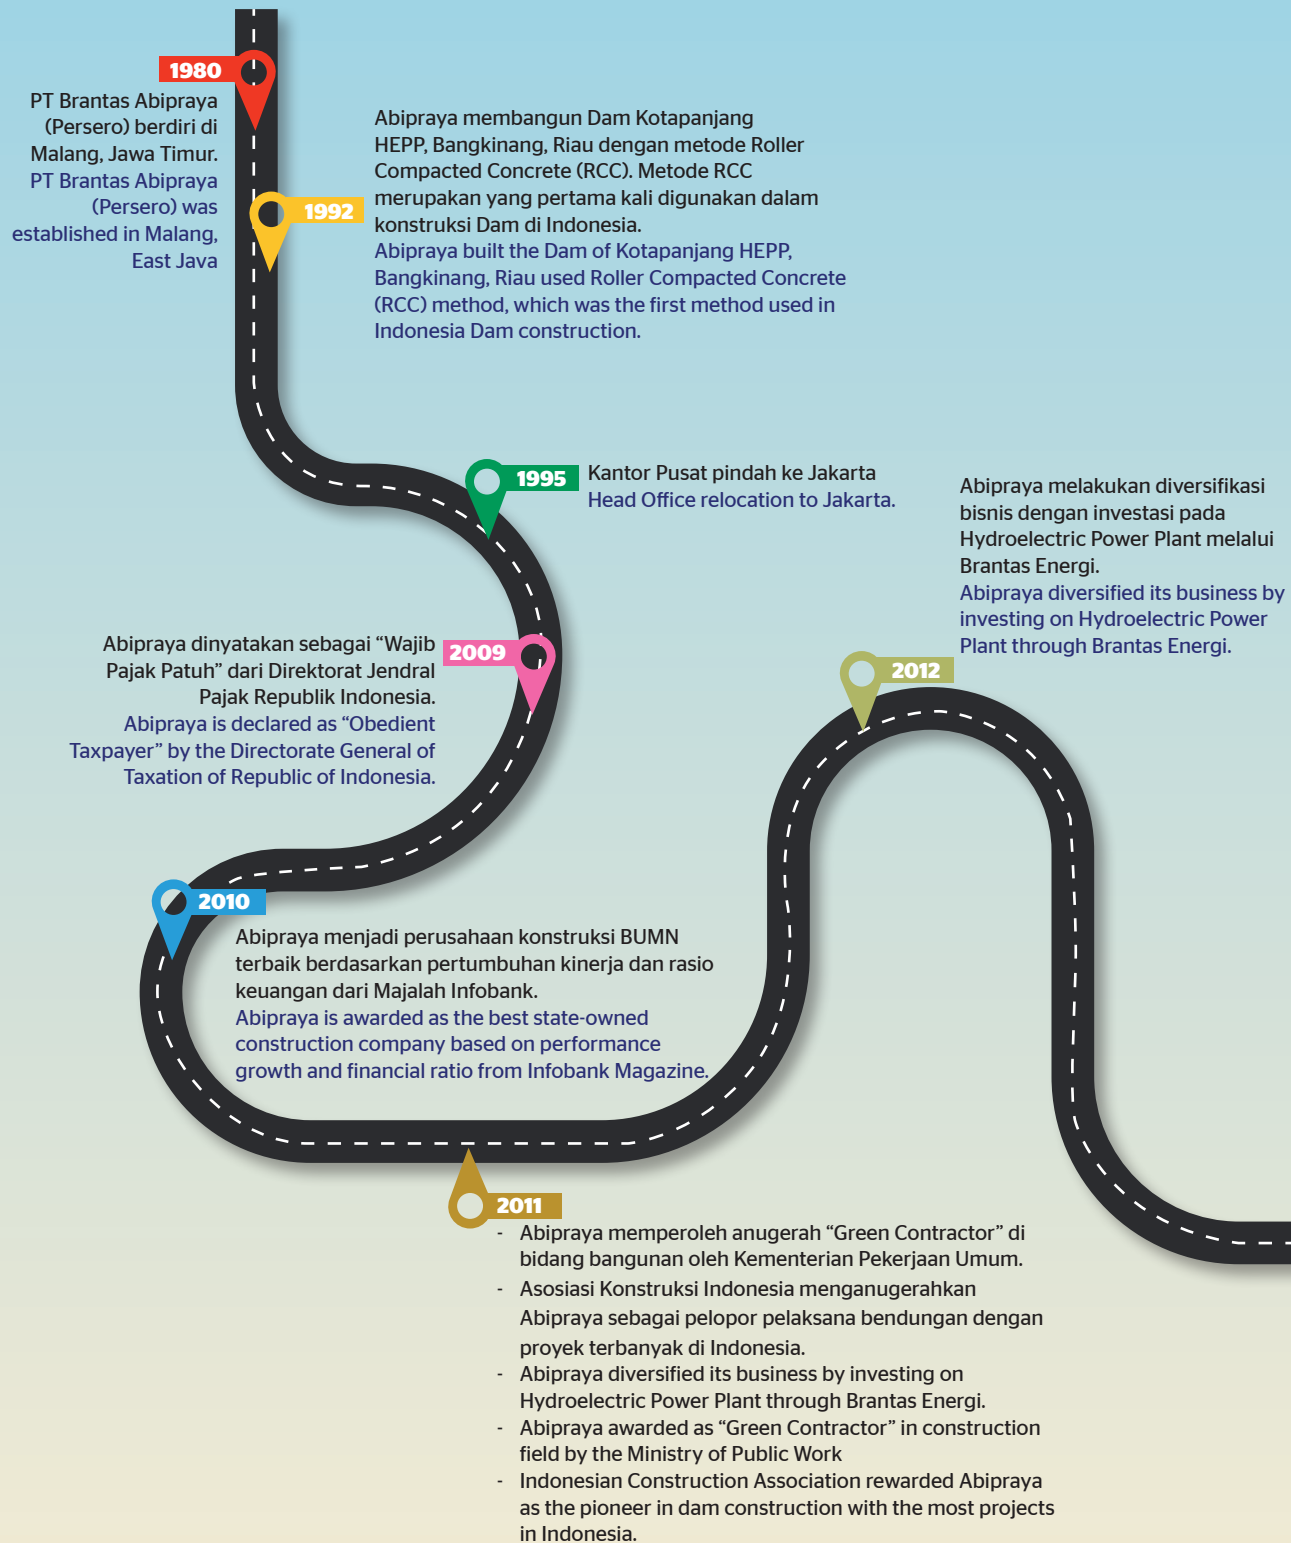 1980
PT Brantas Abipraya
(Persero) berdiri di
Malang, Jawa Timur.
PT Brantas Abipraya
(Persero) was
established in Malang,
East Java
1992
Abipraya membangun Dam Kotapanjang
HEPP, Bangkinang, Riau dengan metode Roller
Compacted Concrete (RCC). Metode RCC
merupakan yang pertama kali digunakan dalam
konstruksi Dam di Indonesia.
Abipraya built the Dam of Kotapanjang HEPP,
Bangkinang, Riau used Roller Compacted Concrete
(RCC) method, which was the first method used in
Indonesia Dam construction.
1995
Kantor Pusat pindah ke Jakarta
Head Office relocation to Jakarta.
2009
Abipraya dinyatakan sebagai “Wajib
Pajak Patuh” dari Direktorat Jendral
Pajak Republik Indonesia.
Abipraya is declared as “Obedient
Taxpayer” by the Directorate General of
Taxation of Republic of Indonesia.
2010
Abipraya menjadi perusahaan konstruksi BUMN
terbaik berdasarkan pertumbuhan kinerja dan rasio
keuangan dari Majalah Infobank.
Abipraya is awarded as the best state-owned
construction company based on performance
growth and financial ratio from Infobank Magazine.
2011
- Abipraya memperoleh anugerah “Green Contractor” di
bidang bangunan oleh Kementerian Pekerjaan Umum.
- Asosiasi Konstruksi Indonesia menganugerahkan
Abipraya sebagai pelopor pelaksana bendungan dengan
proyek terbanyak di Indonesia.
- Abipraya diversified its business by investing on
Hydroelectric Power Plant through Brantas Energi.
- Abipraya awarded as “Green Contractor” in construction
field by the Ministry of Public Work
- Indonesian Construction Association rewarded Abipraya
as the pioneer in dam construction with the most projects
in Indonesia.
2012
Abipraya melakukan diversifikasi
bisnis dengan investasi pada
Hydroelectric Power Plant melalui
Brantas Energi.
Abipraya diversified its business by
investing on Hydroelectric Power
Plant through Brantas Energi.